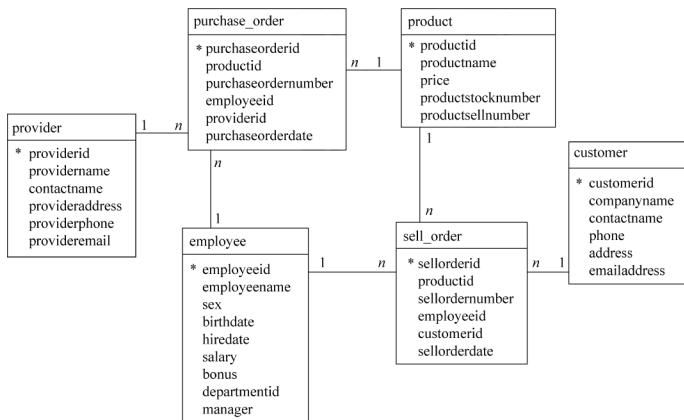 purchase_order
* purchaseorderid
productid
purchaseordernumber
employeeid
providerid
purchaseorderdate
product
* productid
productname
price
productstocknumber
productsellnumber
n 1
provider
* providerid
providername
contactname
provideraddress
providerphone
provideremail
1 n
n
1
1
n
customer
* customerid
companyname
contactname
phone
address
emailaddress
employee
* employeeid
employeename
sex
birthdate
hiredate
salary
bonus
departmentid
manager
1 n
sell_order
* sellorderid
productid
sellordernumber
employeeid
customerid
sellorderdate
n 1